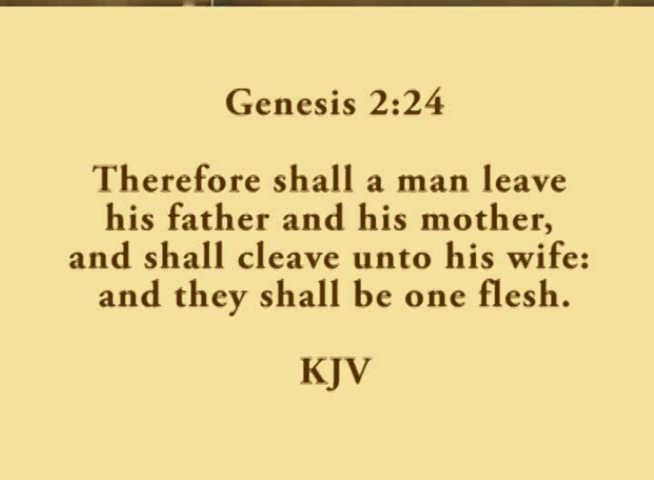 Genesis 2:24
Therefore shall a man leave
his father and his mother,
and shall cleave unto his wife:
and they shall be one flesh.
KJV